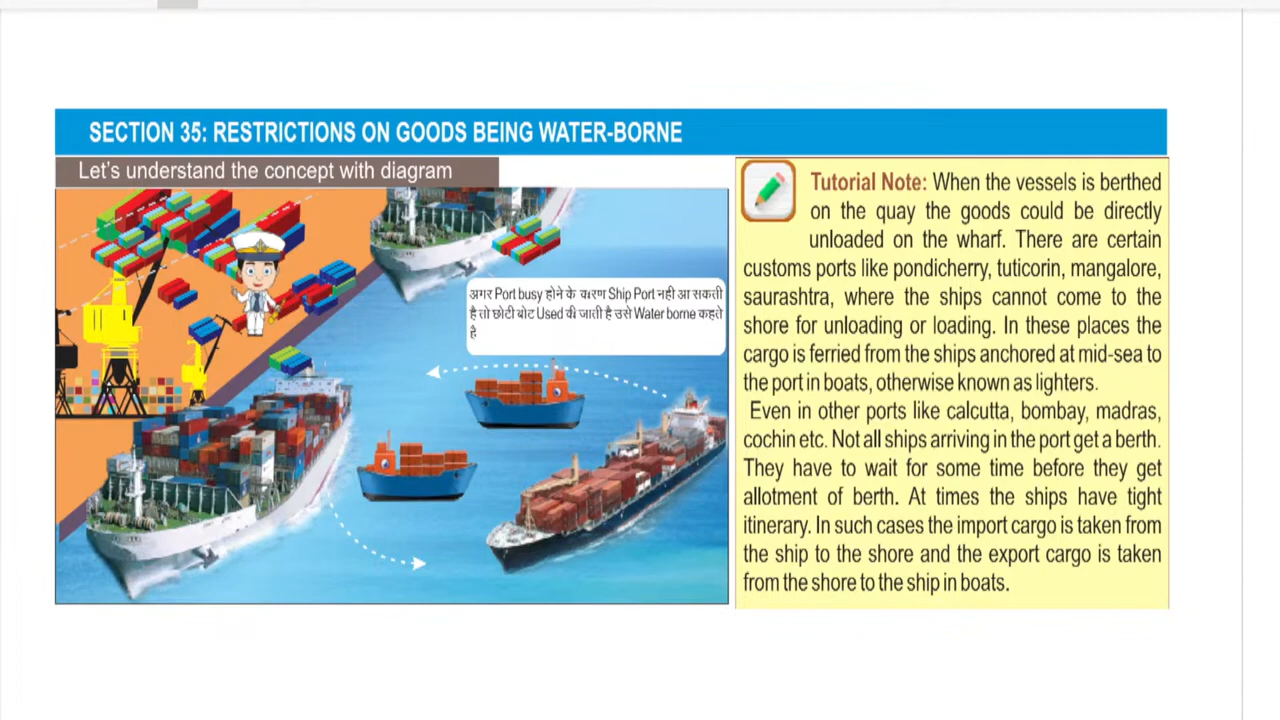 SECTION 35: RESTRICTIONS ON GOODS BEING WATER-BORNE
Let's understand the concept with diagram
अगर Port busy होने के कारण Ship Port नही आ सकती
है तो छोटी बोट Used की जाती है उसे Water borne कहते
है
Tutorial Note: When the vessels is berthed
on the quay the goods could be directly
unloaded on the wharf. There are certain
customs ports like pondicherry, tuticorin, mangalore,
saurashtra, where the ships cannot come to the
shore for unloading or loading. In these places the
cargo is ferried from the ships anchored at mid-sea to
the port in boats, otherwise known as lighters.
Even in other ports like calcutta, bombay, madras,
cochin etc. Not all ships arriving in the port get a berth.
They have to wait for some time before they get
allotment of berth. At times the ships have tight
itinerary. In such cases the import cargo is taken from
the ship to the shore and the export cargo is taken
from the shore to the ship in boats.